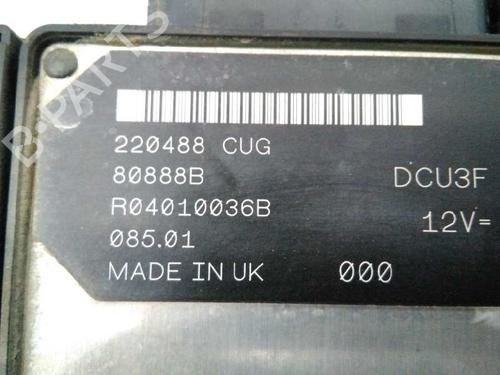 B-PARTS
220488 CUG
80888B DCU3F
R04010036B
12V=
085.01
MADE IN UK 000